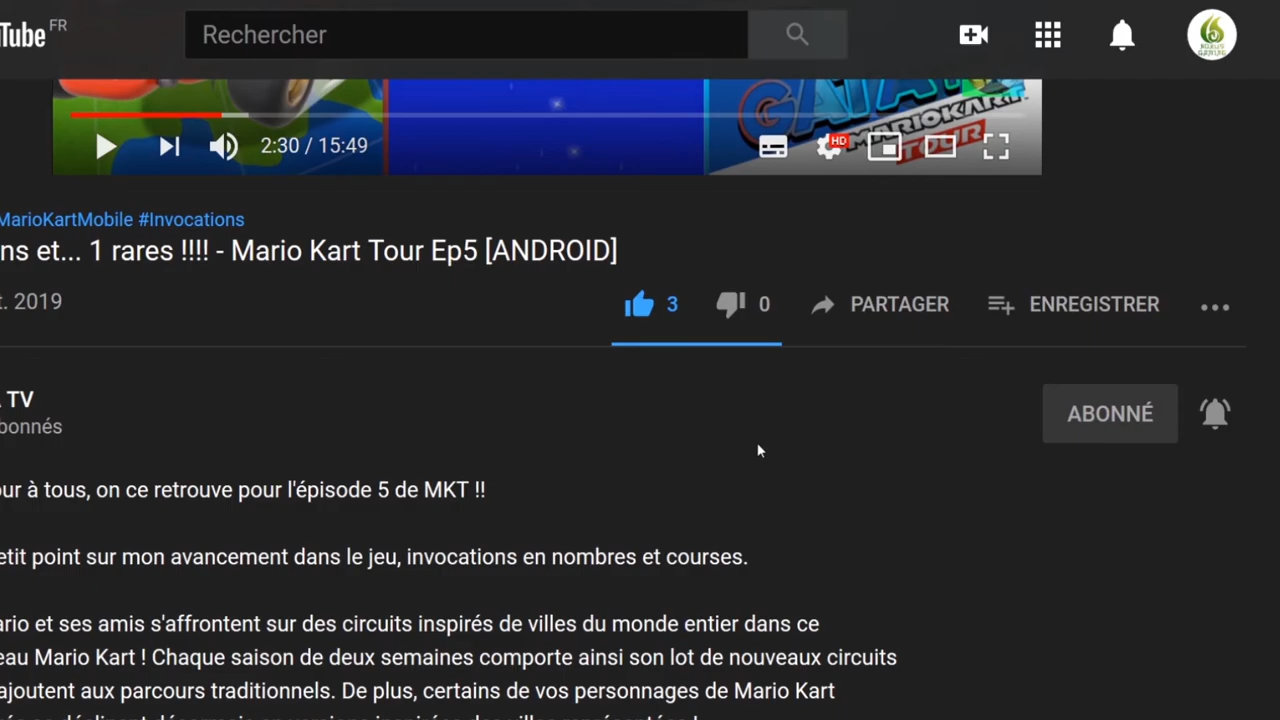 Tube FR
Rechercher
MARIOKART
TOUR
2:30 / 15:49
HD
MarioKartMobile #Invocations
ns et... 1 rares !!!! - Mario Kart Tour Ep5 [ANDROID]
t. 2019
3
0
PARTAGER
ENREGISTRER
TV
bonnés
ABONNÉ
ur à tous, on ce retrouve pour l'épisode 5 de MKT !!
etit point sur mon avancement dans le jeu, invocations en nombres et courses.
ario et ses amis s'affrontent sur des circuits inspirés de villes du monde entier dans ce
eau Mario Kart ! Chaque saison de deux semaines comporte ainsi son lot de nouveaux circuits
ajoutent aux parcours traditionnels. De plus, certains de vos personnages de Mario Kart